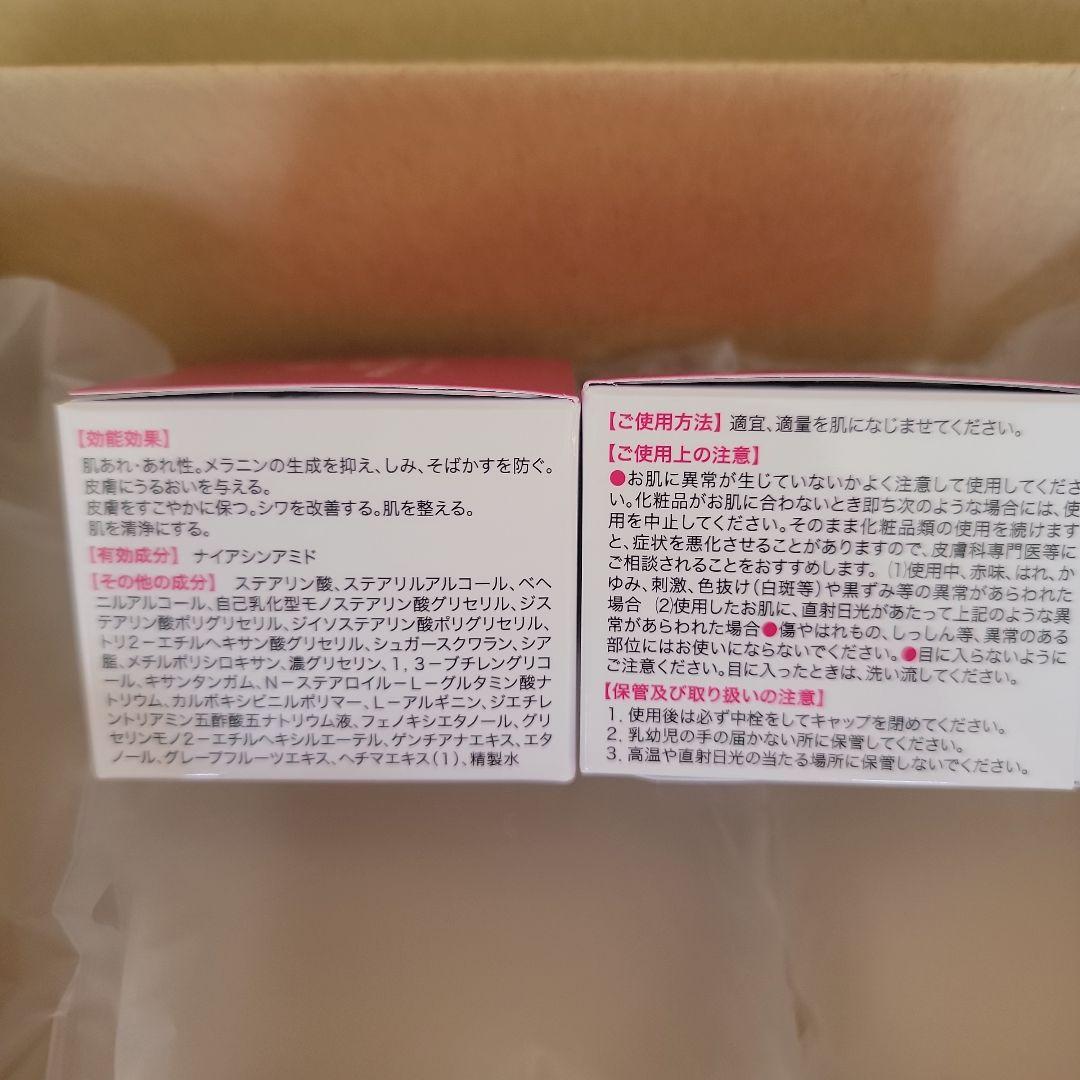 【効能効果】
肌あれ・あれ性。メラニンの生成を抑え、しみ、そばかすを防ぐ。
皮膚にうるおいを与える。
皮膚をすこやかに保つ。シワを改善する。肌を整える。
肌を清浄にする。
【有効成分】 ナイアシンアミド
【その他の成分】 ステアリン酸、ステアリルアルコール、ベヘ
ニルアルコール、自己乳化型モノステアリン酸グリセリル、ジス
テアリン酸ポリグリセリル、ジイソステアリン酸ポリグリセリル、
トリ2－エチルヘキサン酸グリセリル、シュガースクワラン、シア
脂、メチルポリシロキサン、濃グリセリン、1，3－ブチレングリコ
ール、キサンタンガム、N－ステアロイル－L－グルタミン酸ナ
トリウム、カルボキシビニルポリマー、L－アルギニン、ジエチレ
ントリアミン五酢酸五ナトリウム液、フェノキシエタノール、グリ
セリンモノ2－エチルヘキシルエーテル、ゲンチアナエキス、エタ
ノール、グレープフルーツエキス、ヘチマエキス（1）、精製水
【ご使用方法】 適宜、適量を肌になじませてください。
【ご使用上の注意】
●お肌に異常が生じていないかよく注意して使用してくださ
い。化粧品がお肌に合わないとき即ち次のような場合には、使
用を中止してください。そのまま化粧品類の使用を続けます
と、症状を悪化させることがありますので、皮膚科専門医等に
ご相談されることをおすすめします。 (1)使用中、赤味、はれ、か
ゆみ、刺激、色抜け（白斑等）や黒ずみ等の異常があらわれた
場合 (2)使用したお肌に、直射日光があたって上記のような異
常があらわれた場合●傷やはれもの、しっしん等、異常のある
部位にはお使いにならないでください。●目に入らないように
ご注意ください。目に入ったときは、洗い流してください。
【保管及び取り扱いの注意】
1. 使用後は必ず中栓をしてキャップを閉めてください。
2. 乳幼児の手の届かない所に保管してください。
3. 高温や直射日光の当たる場所に保管しないでください。